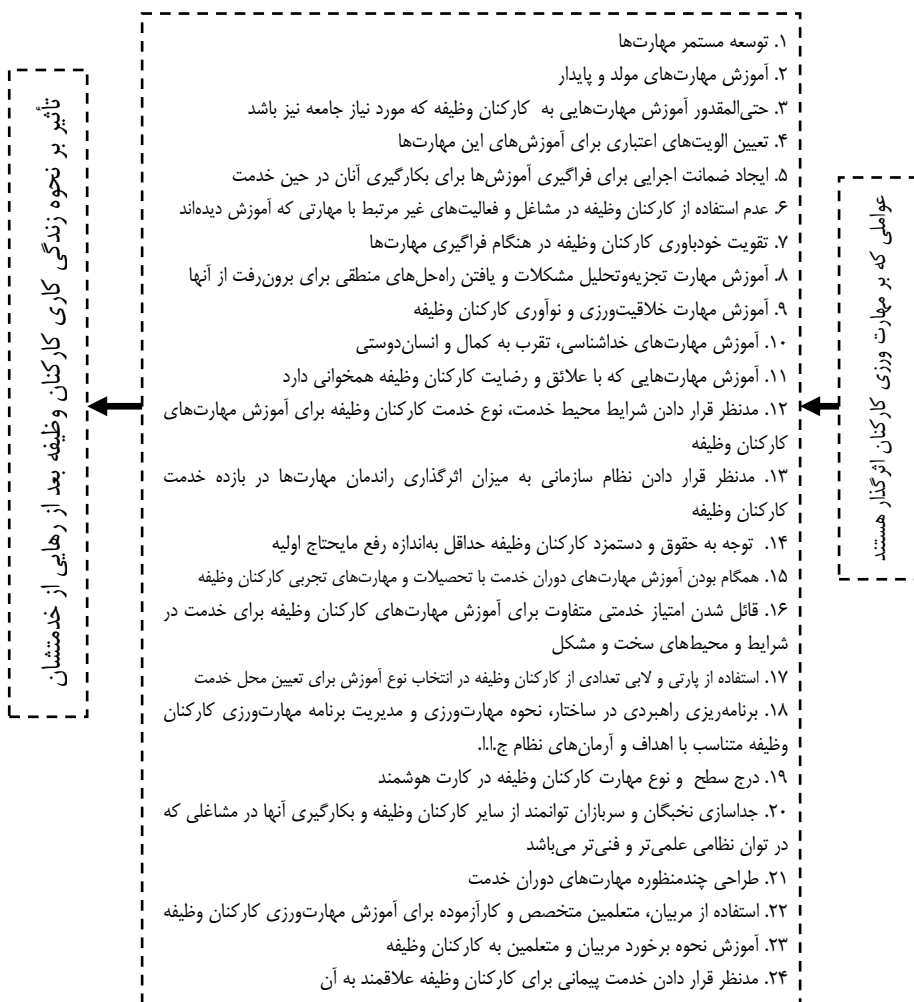 عواملی که بر مهارت ورزی کارکنان اثرگذار هستند
۱. توسعه مستمر مهارت‌ها
۲. آموزش مهارت‌های مولد و پایدار
۳. حتی‌المقدور آموزش مهارت‌هایی به کارکنان وظیفه که مورد نیاز جامعه نیز باشد
۴. تعیین الویت‌های اعتباری برای آموزش‌های این مهارت‌ها
۵. ایجاد ضمانت اجرایی برای فراگیری آموزش‌ها برای بکارگیری آنان در حین خدمت
۶. عدم استفاده از کارکنان وظیفه در مشاغل و فعالیت‌های غیر مرتبط با مهارتی که آموزش دیده‌اند
۷. تقویت خودباوری کارکنان وظیفه در هنگام فراگیری مهارت‌ها
۸. آموزش مهارت تجزیه‌وتحلیل مشکلات و یافتن راه‌حل‌های منطقی برای برون‌رفت از آنها
۹. آموزش مهارت خلاقیت‌ورزی و نوآوری کارکنان وظیفه
۱۰. آموزش مهارت‌های خداشناسی، تقرب به کمال و انسان‌دوستی
۱۱. آموزش مهارت‌هایی که با علائق و رضایت کارکنان وظیفه همخوانی دارد
۱۲. مدنظر قرار دادن شرایط محیط خدمت، نوع خدمت کارکنان وظیفه برای آموزش مهارت‌های
کارکنان وظیفه
۱۳. مدنظر قرار دادن نظام سازمانی به میزان اثرگذاری راندمان مهارت‌ها در بازده خدمت
کارکنان وظیفه
۱۴. توجه به حقوق و دستمزد کارکنان وظیفه حداقل به‌اندازه رفع مایحتاج اولیه
۱۵. همگام بودن آموزش مهارت‌های دوران خدمت با تحصیلات و مهارت‌های تجربی کارکنان وظیفه
۱۶. قائل شدن امتیاز خدمتی متفاوت برای آموزش مهارت‌های کارکنان وظیفه برای خدمت در
شرایط و محیط‌های سخت و مشکل
۱۷. استفاده از پارتی و لابی تعدادی از کارکنان وظیفه در انتخاب نوع آموزش برای تعیین محل خدمت
۱۸. برنامه‌ریزی راهبردی در ساختار، نحوه مهارت‌ورزی و مدیریت برنامه مهارت‌ورزی کارکنان
وظیفه متناسب با اهداف و آرمان‌های نظام ج.ا.ا.
۱۹. درج سطح و نوع مهارت کارکنان وظیفه در کارت هوشمند
۲۰. جداسازی نخبگان و سربازان توانمند از سایر کارکنان وظیفه و بکارگیری آنها در مشاغلی که
در توان نظامی علمی‌تر و فنی‌تر می‌باشد
۲۱. طراحی چندمنظوره مهارت‌های دوران خدمت
۲۲. استفاده از مربیان، متعلمین متخصص و کارآزموده برای آموزش مهارت‌ورزی کارکنان وظیفه
۲۳. آموزش نحوه برخورد مربیان و متعلمین به کارکنان وظیفه
۲۴. مدنظر قرار دادن خدمت پیمانی برای کارکنان وظیفه علاقمند به آن
تأثیر بر نحوه زندگی کاری کارکنان وظیفه بعد از رهایی از خدمتشان